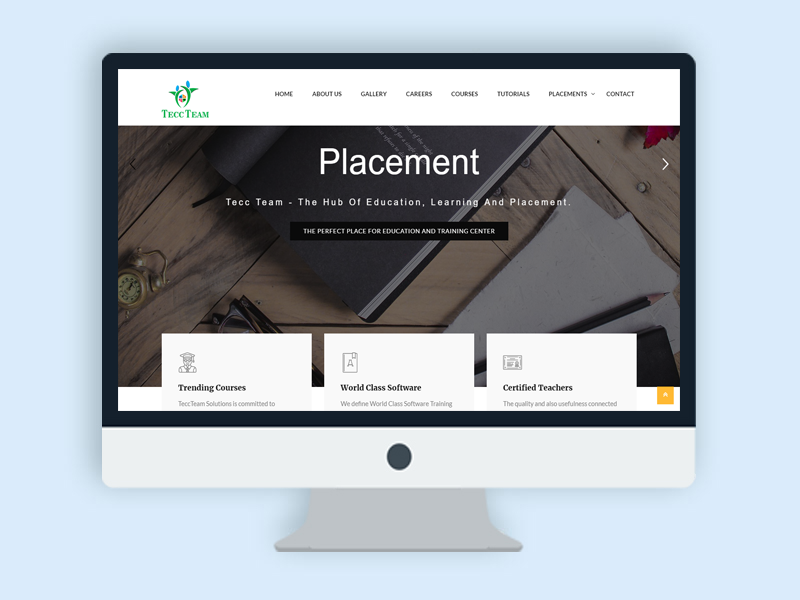 TECC TEAM
HOME ABOUT US GALLERY CAREERS COURSES TUTORIALS PLACEMENTS CONTACT
Placement
Tecc Team - The Hub Of Education, Learning And Placement.
THE PERFECT PLACE FOR EDUCATION AND TRAINING CENTER
A
Trending Courses
World Class Software
Certified Teachers
TeccTeam Solutions is committed to
We define World Class Software Training
The quality and also usefulness connected